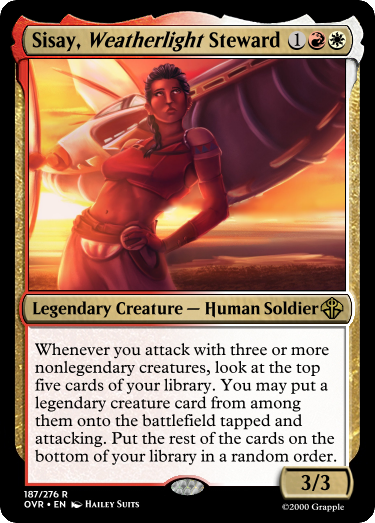 Sisay, Weatherlight Steward 1
Legendary Creature — Human Soldier
Whenever you attack with three or more
nonlegendary creatures, look at the top
five cards of your library. You may put a
legendary creature card from among
them onto the battlefield tapped and
attacking. Put the rest of the cards on the
bottom of your library in a random order.
3/3
187/276 R
OVR • EN Hailey Suits
©2000 Grapple